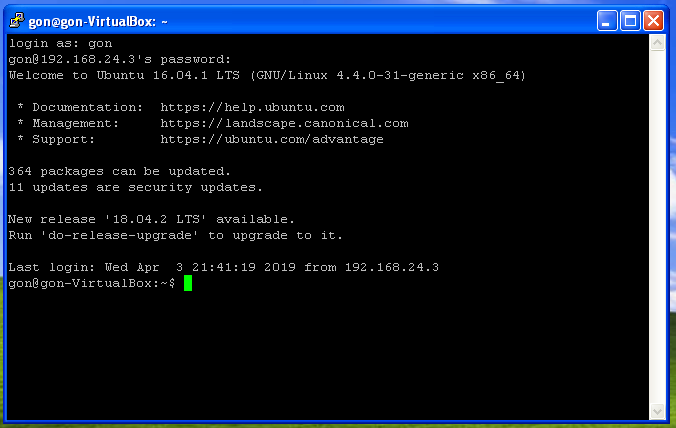 gon@gon-VirtualBox: ~
login as: gon
gon@192.168.24.3's password:
Welcome to Ubuntu 16.04.1 LTS (GNU/Linux 4.4.0-31-generic x86_64)
* Documentation:  https://help.ubuntu.com
* Management:     https://landscape.canonical.com
* Support:        https://ubuntu.com/advantage
364 packages can be updated.
11 updates are security updates.
New release '18.04.2 LTS' available.
Run 'do-release-upgrade' to upgrade to it.
Last login: Wed Apr  3 21:41:19 2019 from 192.168.24.3
gon@gon-VirtualBox:~$